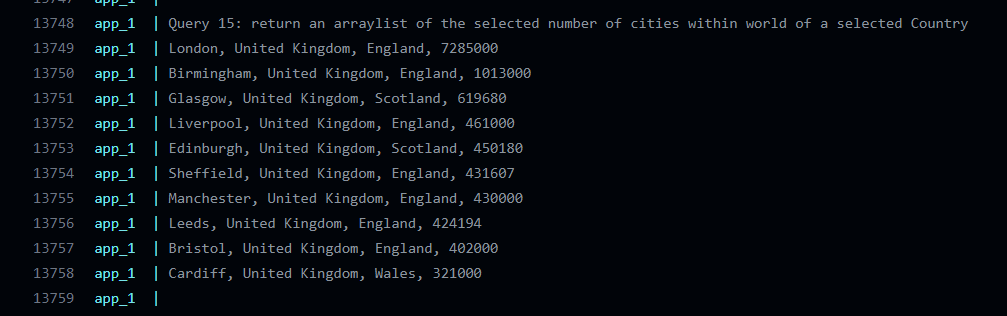 13747 app_1 |
13748 app_1 | Query 15: return an arraylist of the selected number of cities within world of a selected Country
13749 app_1 | London, United Kingdom, England, 7285000
13750 app_1 | Birmingham, United Kingdom, England, 1013000
13751 app_1 | Glasgow, United Kingdom, Scotland, 619680
13752 app_1 | Liverpool, United Kingdom, England, 461000
13753 app_1 | Edinburgh, United Kingdom, Scotland, 450180
13754 app_1 | Sheffield, United Kingdom, England, 431607
13755 app_1 | Manchester, United Kingdom, England, 430000
13756 app_1 | Leeds, United Kingdom, England, 424194
13757 app_1 | Bristol, United Kingdom, England, 402000
13758 app_1 | Cardiff, United Kingdom, Wales, 321000
13759 app_1 |